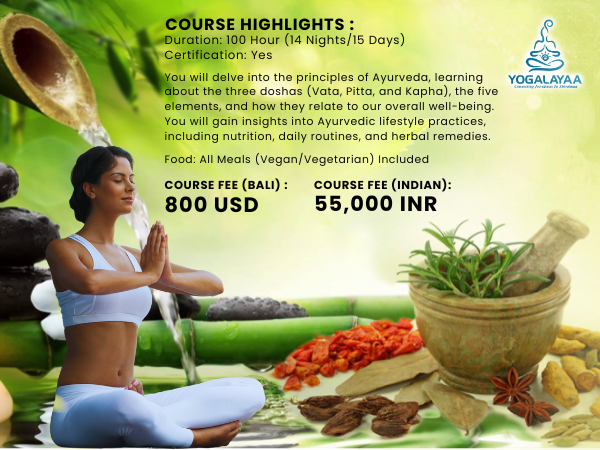 COURSE HIGHLIGHTS :
Duration: 100 Hour (14 Nights/15 Days)
Certification: Yes
You will delve into the principles of Ayurveda, learning
about the three doshas (Vata, Pitta, and Kapha), the five
elements, and how they relate to our overall well-being.
You will gain insights into Ayurvedic lifestyle practices,
including nutrition, daily routines, and herbal remedies.
Food: All Meals (Vegan/Vegetarian) Included
COURSE FEE (BALI) :
800 USD
COURSE FEE (INDIAN):
55,000 INR
YOGALAYAA